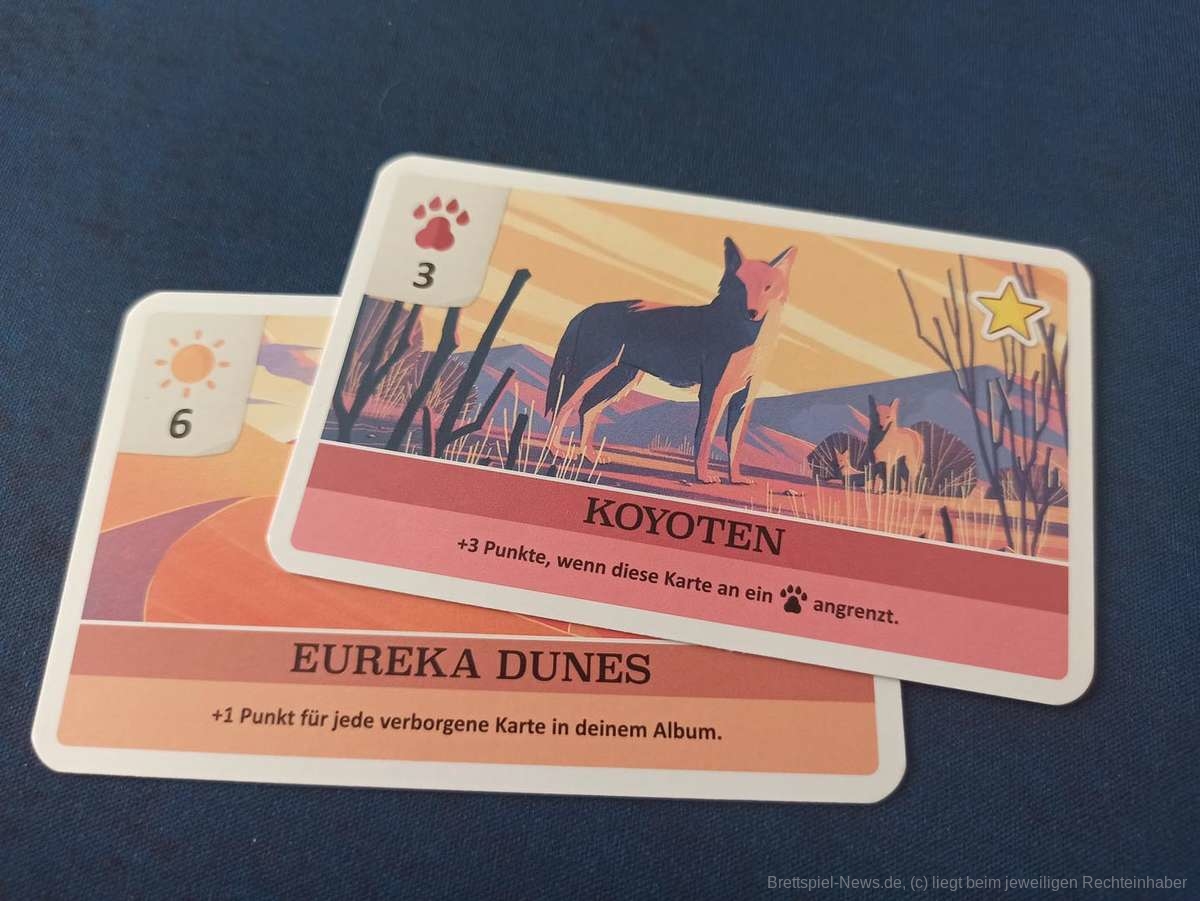 3
KOYOTEN
+3 Punkte, wenn diese Karte an ein angrenzt.
6
EUREKA DUNES
+1 Punkt für jede verborgene Karte in deinem Album.
Brettspiel-News.de, (c) liegt beim jeweiligen Rechteinhaber